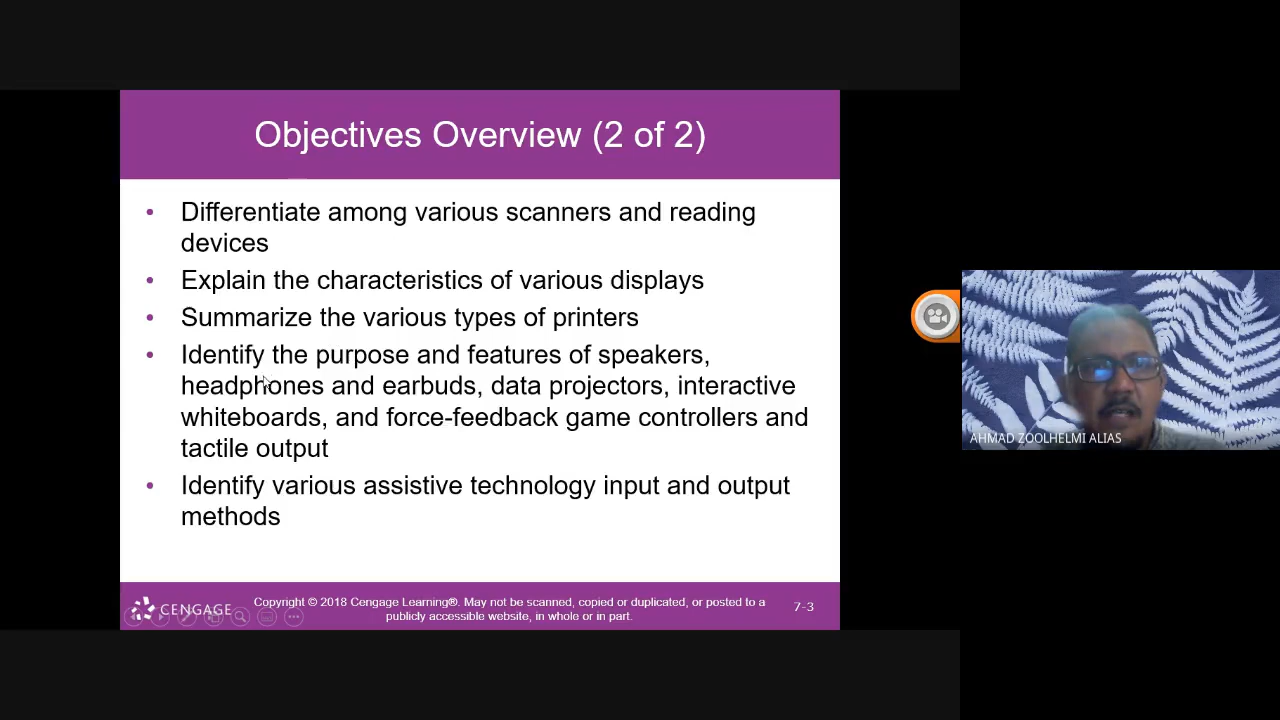 Objectives Overview (2 of 2)
• Differentiate among various scanners and reading
devices
• Explain the characteristics of various displays
• Summarize the various types of printers
• Identify the purpose and features of speakers,
headphones and earbuds, data projectors, interactive
whiteboards, and force-feedback game controllers and
tactile output
• Identify various assistive technology input and output
methods
CENGAGE
Copyright © 2018 Cengage Learning®. May not be scanned, copied or duplicated, or posted to a
publicly accessible website, in whole or in part.
7-3
AHMAD ZOOLHELMI ALIAS